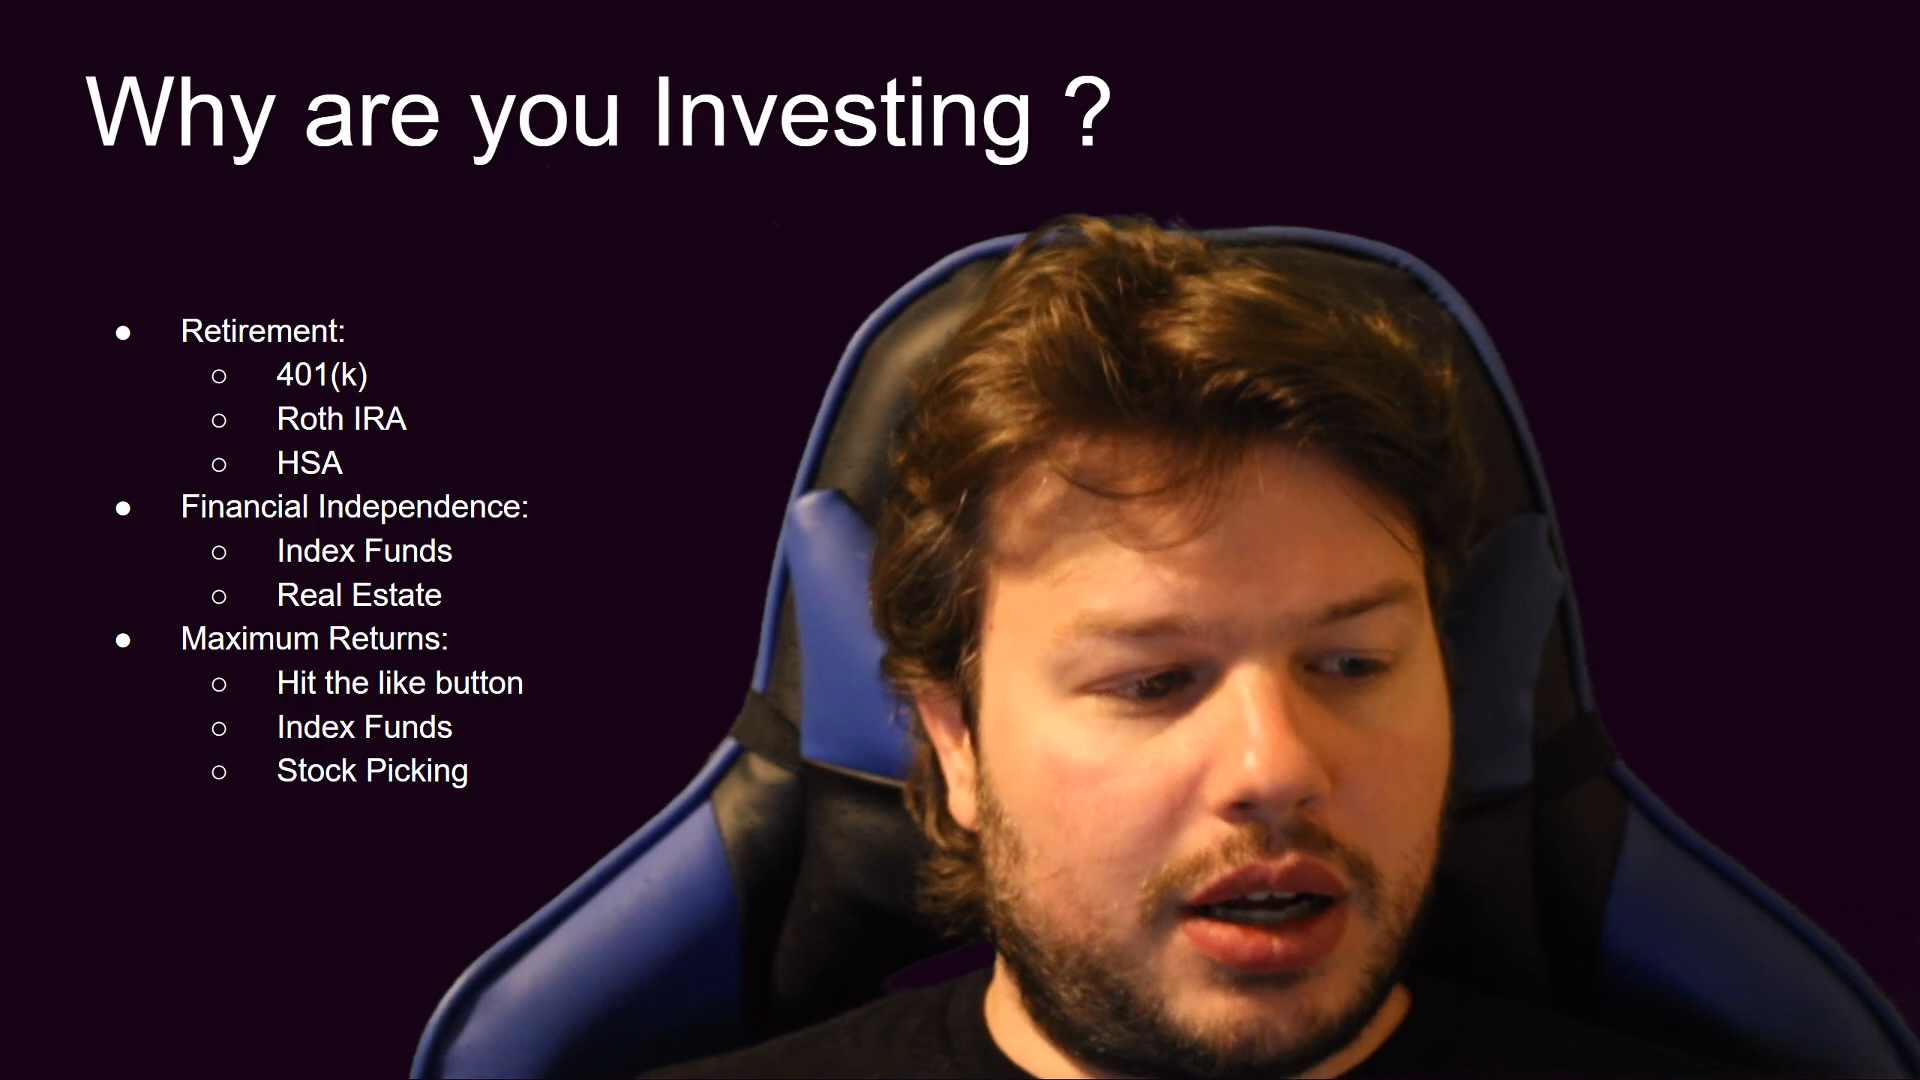 Why are you Investing ?
● Retirement:
○ 401(k)
○ Roth IRA
○ HSA
● Financial Independence:
○ Index Funds
○ Real Estate
● Maximum Returns:
○ Hit the like button
○ Index Funds
○ Stock Picking